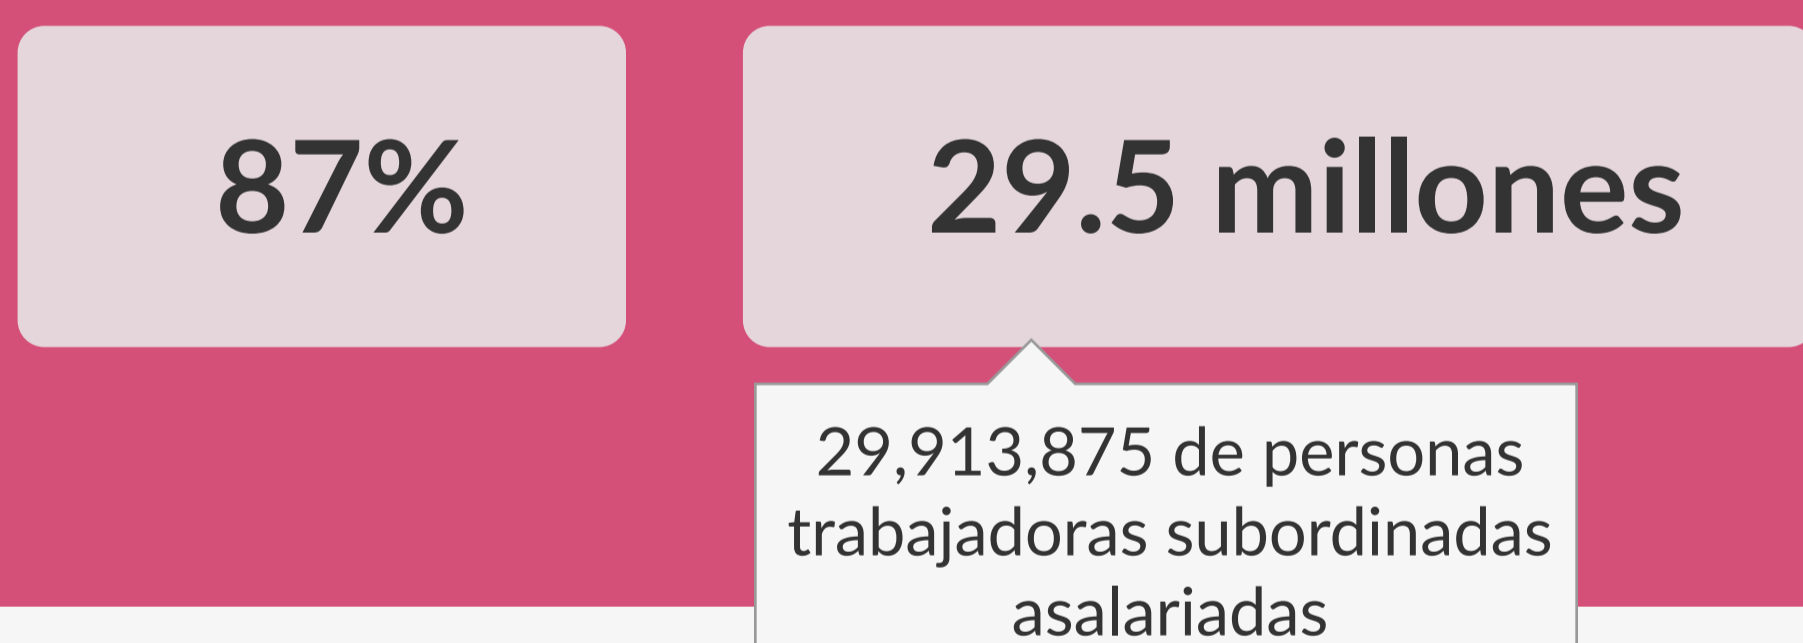 87%
29.5 millones
29,913,875 de personas
trabajadoras subordinadas
asalariadas